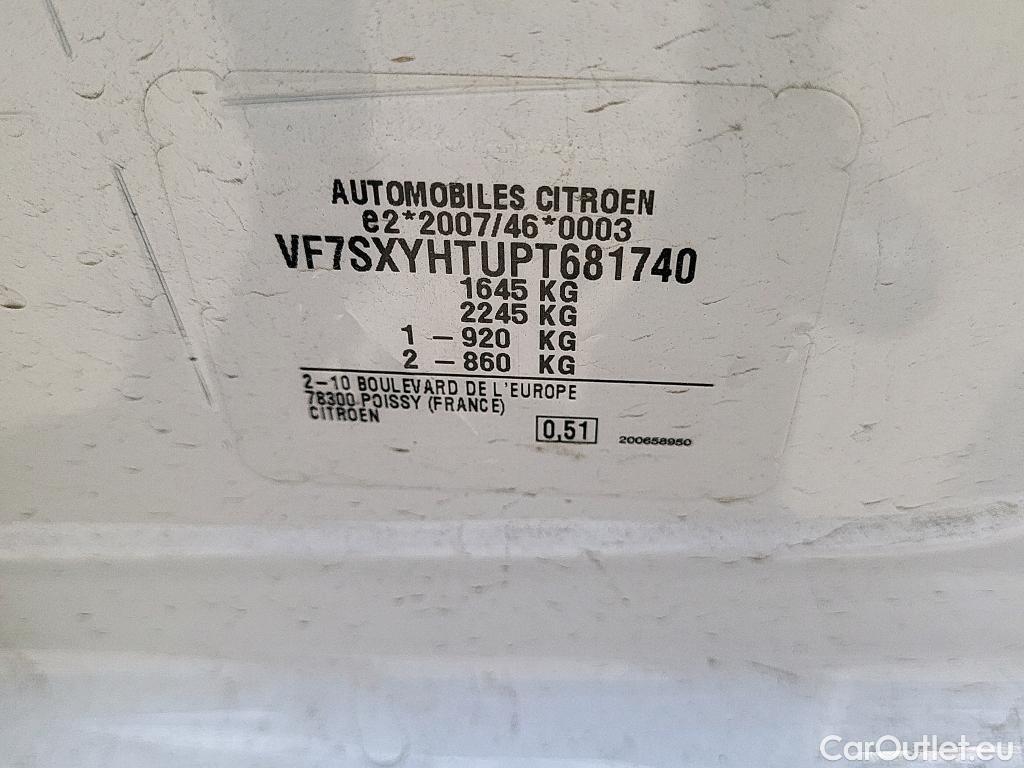 AUTOMOBILES CITROEN
e2*2007/46*0003
VF7SXYHTUPT681740
1645 KG
2245 KG
1 – 920 KG
2 – 860 KG
2–10 BOULEVARD DE L'EUROPE
78300 POISSY (FRANCE)
CITROEN
0,51
200658950
CarOutlet.eu